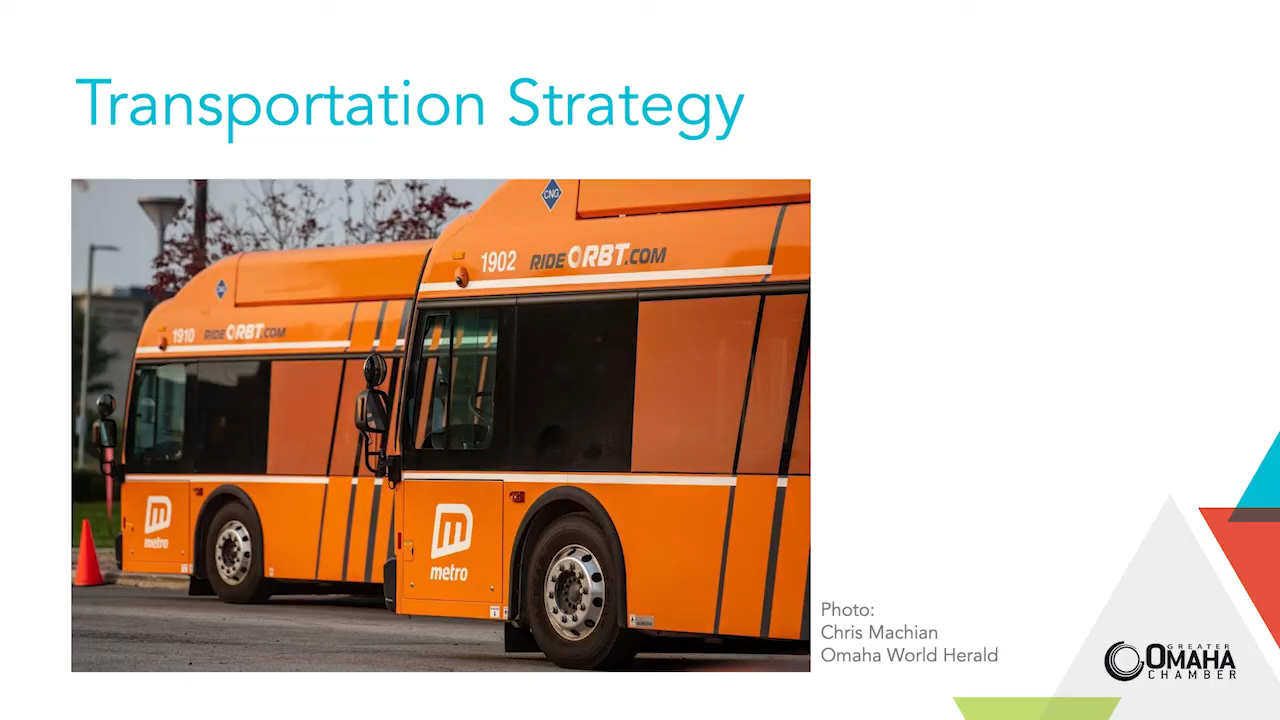 Transportation Strategy
CNG
1902 RIDEORBT.COM
CNG
1910 RIDEORBT.COM
metro
metro
Photo:
Chris Machian
Omaha World Herald
GREATER
OMAHA
CHAMBER